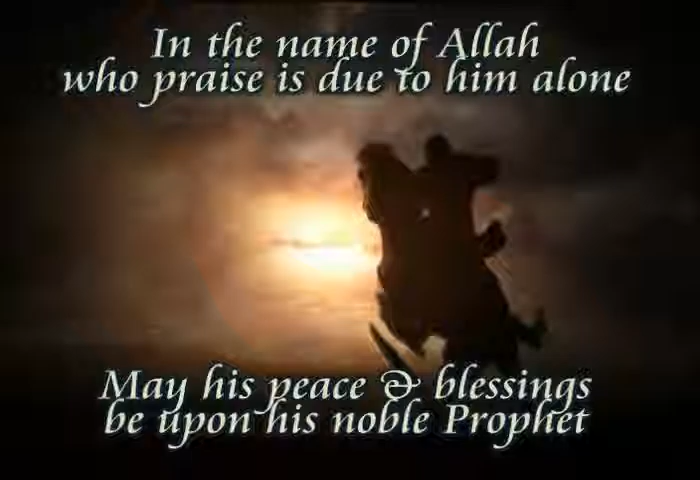 In the name of Allah
who praise is due to him alone
May his peace & blessings
be upon his noble Prophet